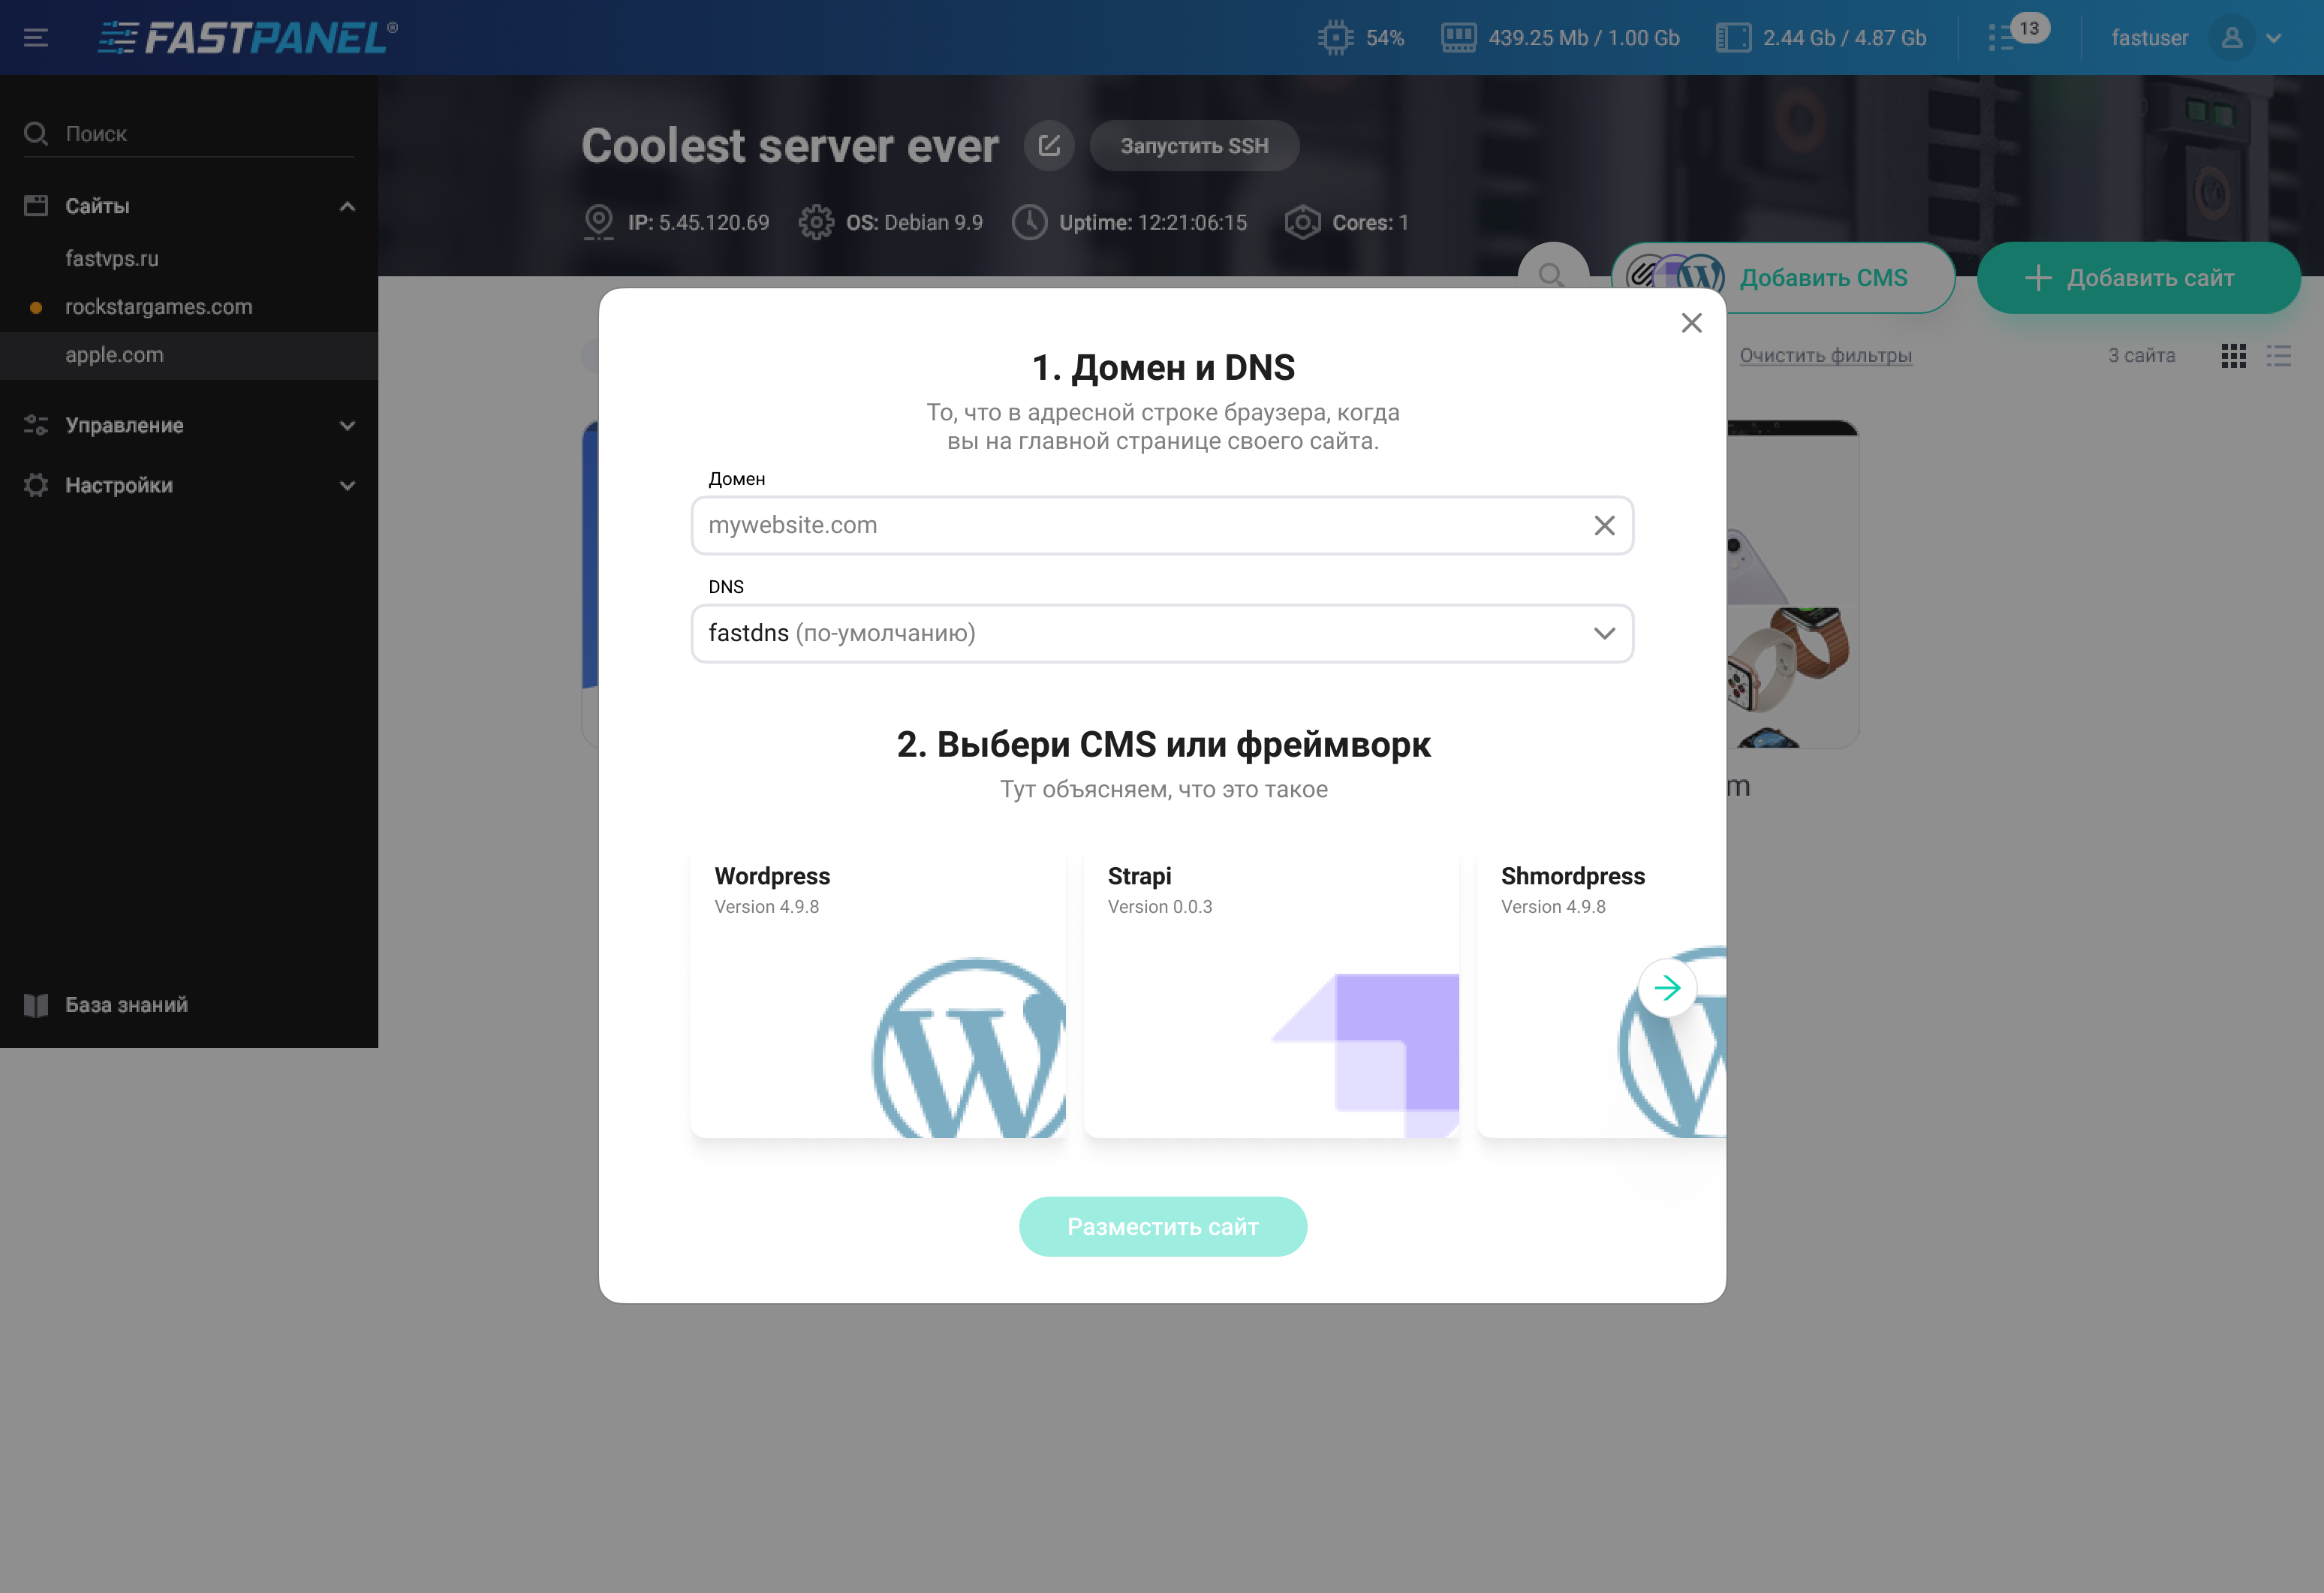 FASTPANEL®
54%
439.25 Mb / 1.00 Gb
2.44 Gb / 4.87 Gb
13
fastuser
Поиск
Сайты
fastvps.ru
rockstargames.com
apple.com
Управление
Настройки
База знаний
Coolest server ever
Запустить SSH
IP: 5.45.120.69
OS: Debian 9.9
Uptime: 12:21:06:15
Cores: 1
Добавить CMS
Добавить сайт
Очистить фильтры
3 сайта
m
1. Домен и DNS
То, что в адресной строке браузера, когда
вы на главной странице своего сайта.
Домен
mywebsite.com
DNS
fastdns (по-умолчанию)
2. Выбери CMS или фреймворк
Тут объясняем, что это такое
Wordpress
Version 4.9.8
Strapi
Version 0.0.3
Shmordpress
Version 4.9.8
Разместить сайт